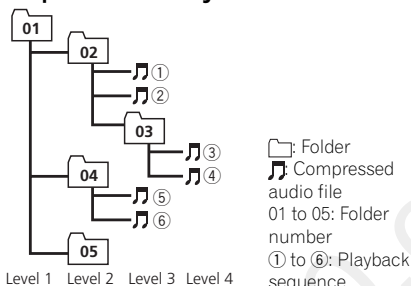 01
02
①
②
03
③
④
04
⑤
⑥
05
Level 1 Level 2 Level 3 Level 4
: Folder
: Compressed
audio file
01 to 05: Folder
number
① to ⑥: Playback
sequence